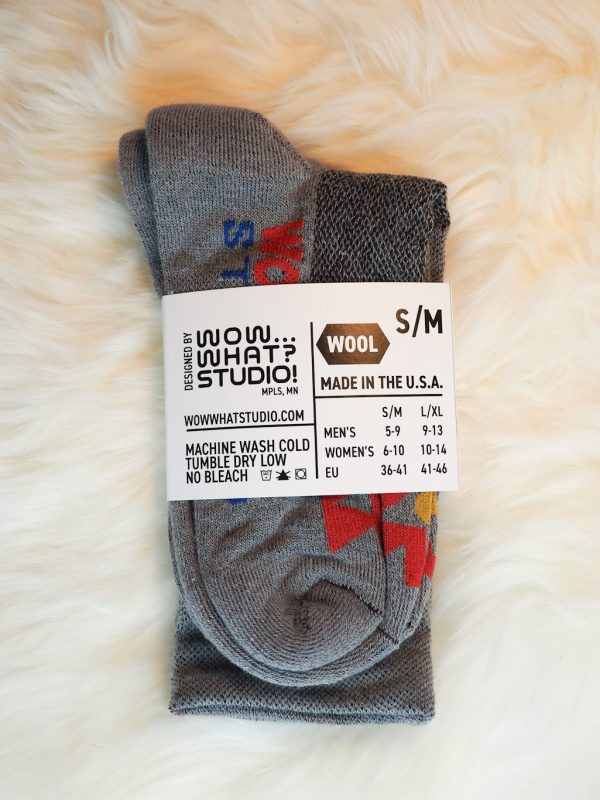 DESIGNED BY
WOW...
WHAT?
STUDIO!
MPLS, MN
WOWWHATSTUDIO.COM
MACHINE WASH COLD
TUMBLE DRY LOW
NO BLEACH
S/M
WOOL
MADE IN THE U.S.A.
S/M L/XL
MEN'S 5-9 9-13
WOMEN'S 6-10 10-14
EU 36-41 41-46